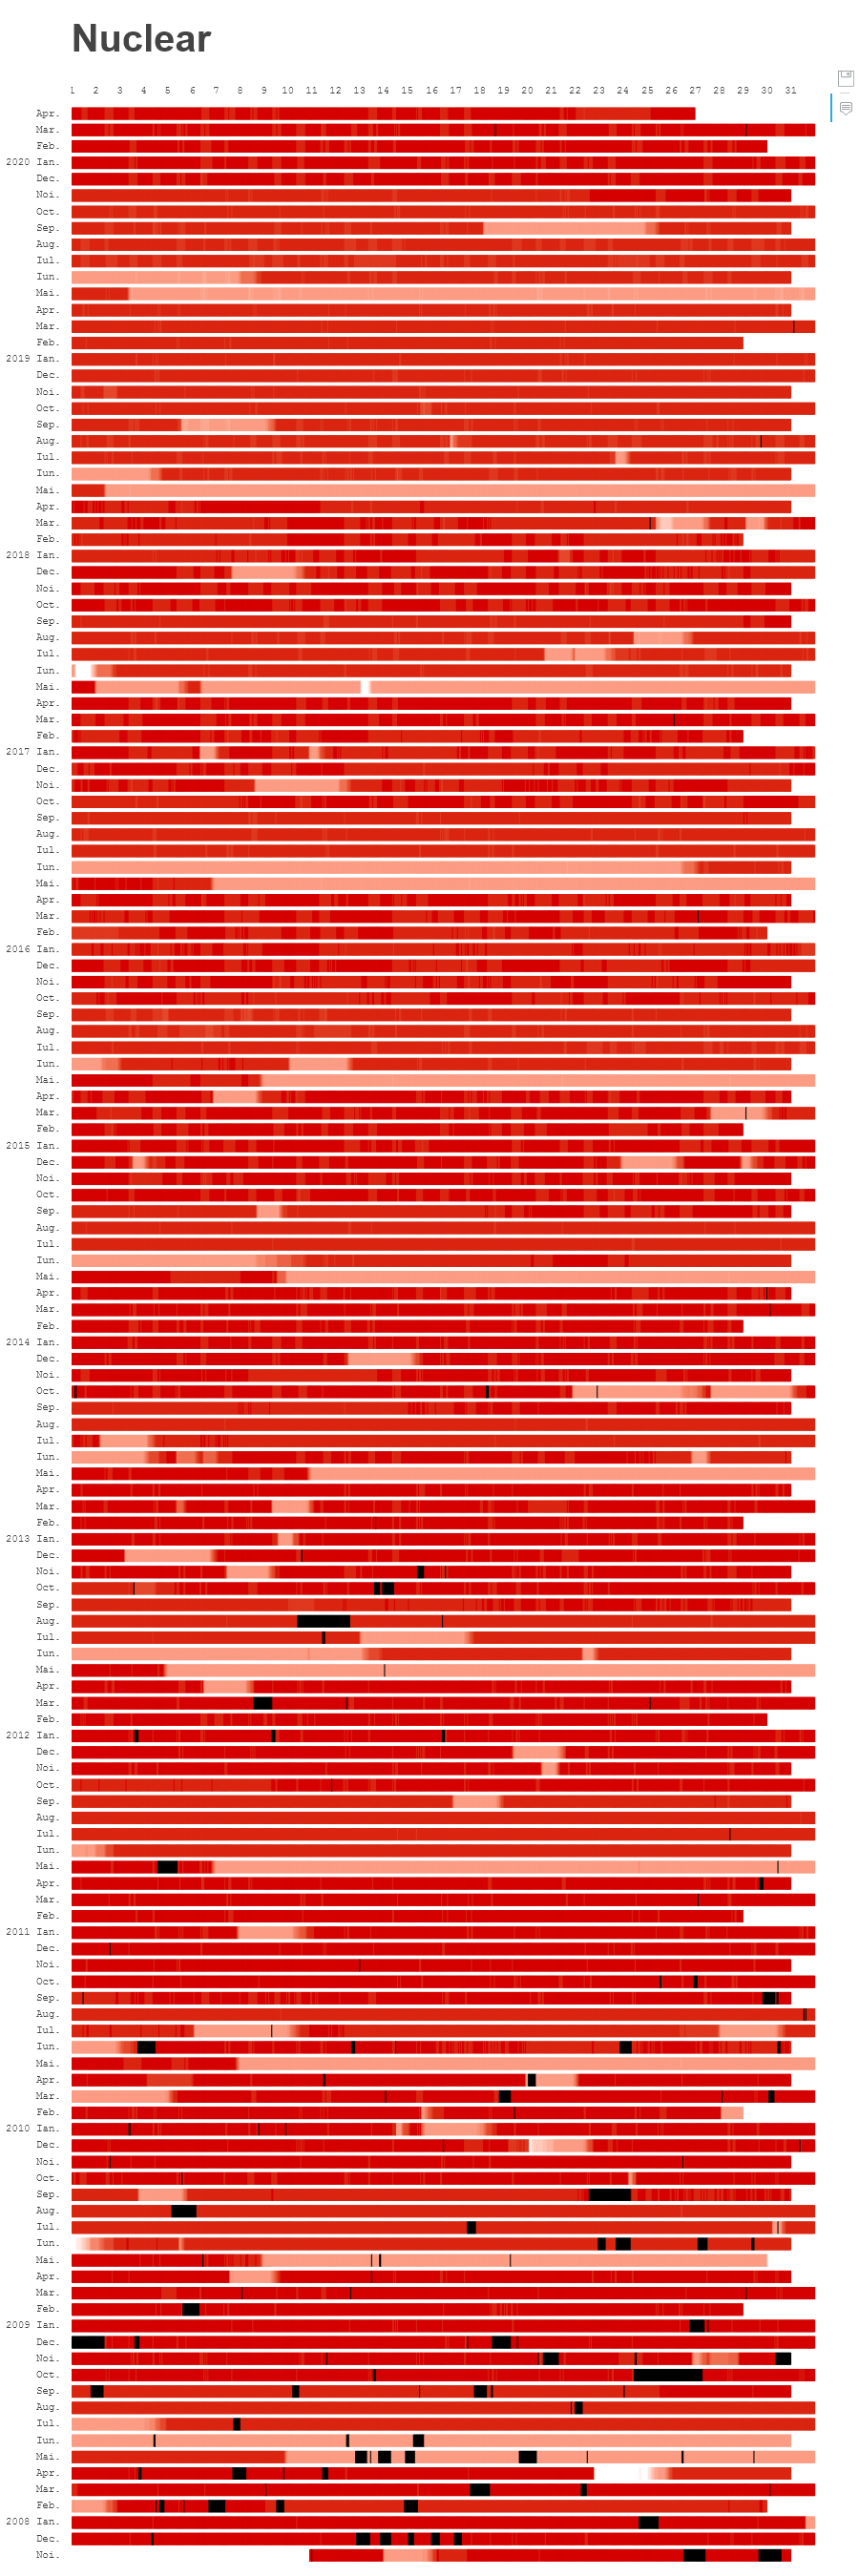 Nuclear
1 2 3 4 5 6 7 8 9 10 11 12 13 14 15 16 17 18 19 20 21 22 23 24 25 26 27 28 29 30 31
Apr.
Mar.
Feb.
2020 Ian.
Dec.
Noi.
Oct.
Sep.
Aug.
Iul.
Iun.
Mai.
Apr.
Mar.
Feb.
2019 Ian.
Dec.
Noi.
Oct.
Sep.
Aug.
Iul.
Iun.
Mai.
Apr.
Mar.
Feb.
2018 Ian.
Dec.
Noi.
Oct.
Sep.
Aug.
Iul.
Iun.
Mai.
Apr.
Mar.
Feb.
2017 Ian.
Dec.
Noi.
Oct.
Sep.
Aug.
Iul.
Iun.
Mai.
Apr.
Mar.
Feb.
2016 Ian.
Dec.
Noi.
Oct.
Sep.
Aug.
Iul.
Iun.
Mai.
Apr.
Mar.
Feb.
2015 Ian.
Dec.
Noi.
Oct.
Sep.
Aug.
Iul.
Iun.
Mai.
Apr.
Mar.
Feb.
2014 Ian.
Dec.
Noi.
Oct.
Sep.
Aug.
Iul.
Iun.
Mai.
Apr.
Mar.
Feb.
2013 Ian.
Dec.
Noi.
Oct.
Sep.
Aug.
Iul.
Iun.
Mai.
Apr.
Mar.
Feb.
2012 Ian.
Dec.
Noi.
Oct.
Sep.
Aug.
Iul.
Iun.
Mai.
Apr.
Mar.
Feb.
2011 Ian.
Dec.
Noi.
Oct.
Sep.
Aug.
Iul.
Iun.
Mai.
Apr.
Mar.
Feb.
2010 Ian.
Dec.
Noi.
Oct.
Sep.
Aug.
Iul.
Iun.
Mai.
Apr.
Mar.
Feb.
2009 Ian.
Dec.
Noi.
Oct.
Sep.
Aug.
Iul.
Iun.
Mai.
Apr.
Mar.
Feb.
2008 Ian.
Dec.
Noi.